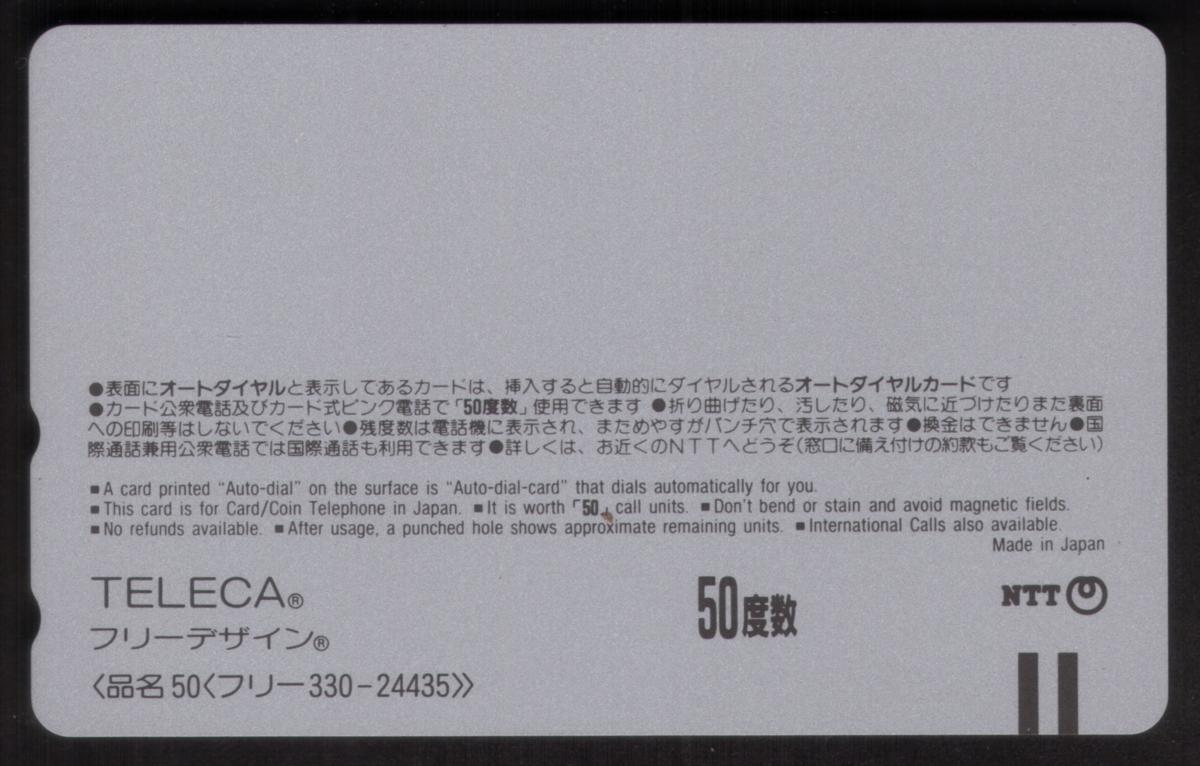 ●表面にオートダイヤルと表示してあるカードは、挿入すると自動的にダイヤルされるオートダイヤルカードです
●カード公衆電話及びカード式ピンク電話で「50度数」使用できます ●折り曲げたり、汚したり、磁気に近づけたりまた裏面
への印刷等はしないでください●残度数は電話機に表示され、まためやすがパンチ穴で表示されます●換金はできません●国
際通話兼用公衆電話では国際通話も利用できます●詳しくは、お近くのNTTへどうぞ(窓口に備え付けの約款もご覧ください)
■A card printed “Auto-dial” on the surface is “Auto-dial-card” that dials automatically for you.
■This card is for Card/Coin Telephone in Japan. ■It is worth「50」call units. ■Don't bend or stain and avoid magnetic fields.
■No refunds available. ■After usage, a punched hole shows approximate remaining units. ■International Calls also available.
Made in Japan
TELECA®
フリーデザイン®
〈品名50〈フリー330-24435〉〉
50度数
NTT